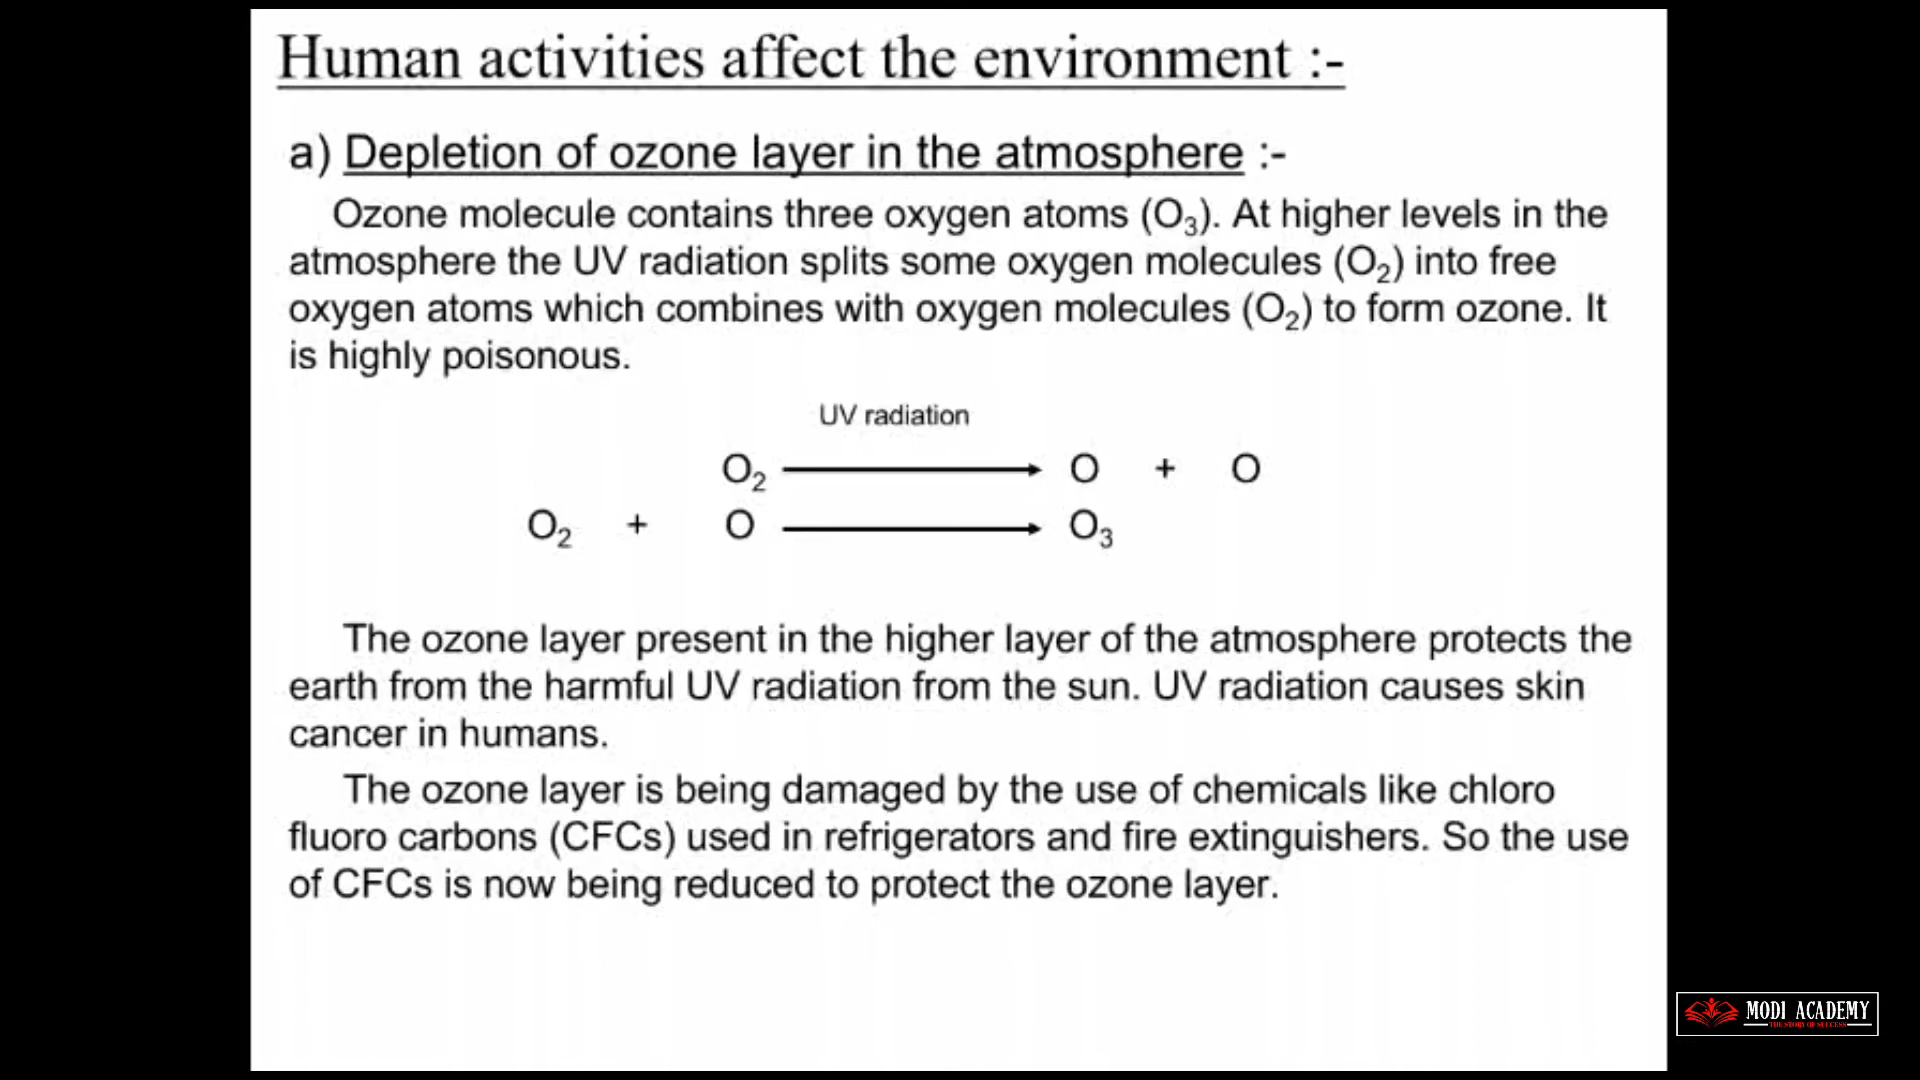 Human activities affect the environment :-
a) Depletion of ozone layer in the atmosphere :-
Ozone molecule contains three oxygen atoms (O₃). At higher levels in the
atmosphere the UV radiation splits some oxygen molecules (O₂) into free
oxygen atoms which combines with oxygen molecules (O₂) to form ozone. It
is highly poisonous.
UV radiation
O₂ → O + O
O₂ + O → O₃
The ozone layer present in the higher layer of the atmosphere protects the
earth from the harmful UV radiation from the sun. UV radiation causes skin
cancer in humans.
The ozone layer is being damaged by the use of chemicals like chloro
fluoro carbons (CFCs) used in refrigerators and fire extinguishers. So the use
of CFCs is now being reduced to protect the ozone layer.
MODI ACADEMY
THE STORY OF SUCCESS